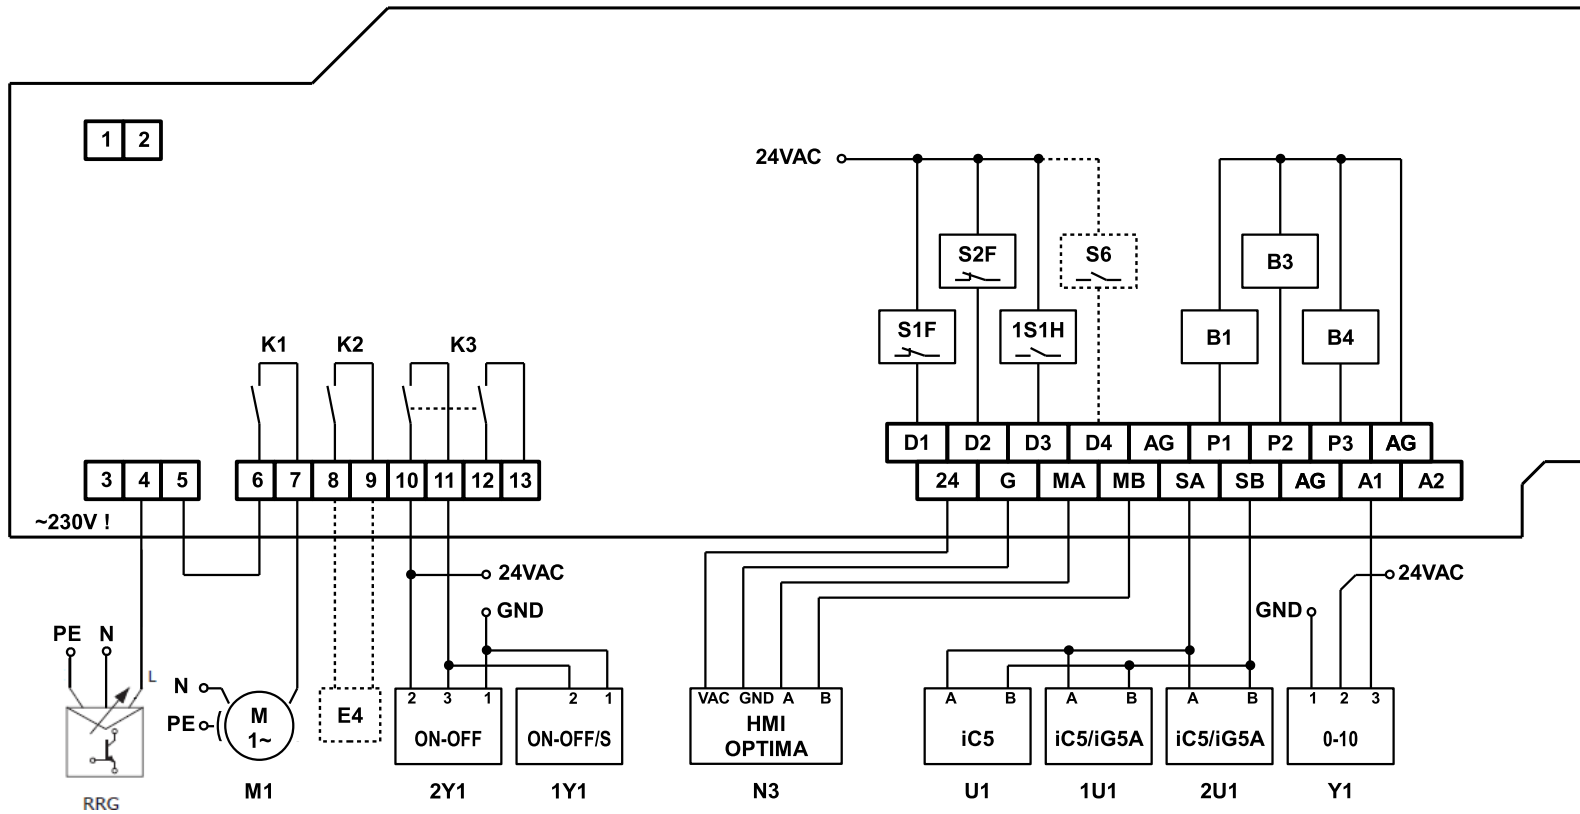 1 2
24VAC
S2F S6 B3
S1F 1S1H B1 B4
K1 K2 K3
D1 D2 D3 D4 AG P1 P2 P3 AG
3 4 5 6 7 8 9 10 11 12 13
24 G MA MB SA SB AG A1 A2
~230V !
24VAC 24VAC
GND GND
PE N
L
N
PE
M
1~
E4
2 3 1
ON-OFF
2 1
ON-OFF/S
VAC GND A B
HMI
OPTIMA
A B
iC5
A B
iC5/iG5A
A B
iC5/iG5A
1 2 3
0-10
RRG M1 2Y1 1Y1 N3 U1 1U1 2U1 Y1